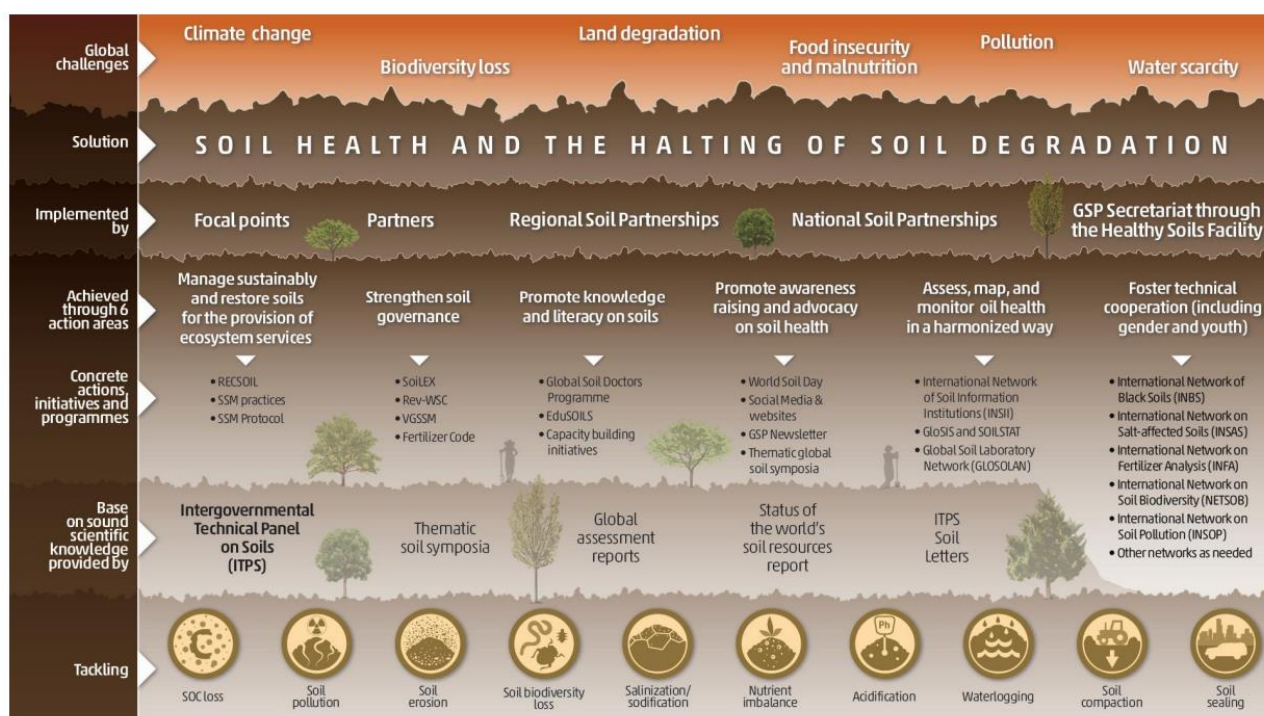 Global
challenges
Climate change
Biodiversity loss
Land degradation
Food insecurity
and malnutrition
Pollution
Water scarcity
Solution
SOIL HEALTH AND THE HALTING OF SOIL DEGRADATION
Implemented
by
Focal points
Partners
Regional Soil Partnerships
National Soil Partnerships
GSP Secretariat through
the Healthy Soils Facility
Achieved
through 6
action areas
Manage sustainably
and restore soils
for the provision of
ecosystem services
Strengthen soil
governance
Promote knowledge
and literacy on soils
Promote awareness
raising and advocacy
on soil health
Assess, map, and
monitor oil health
in a harmonized way
Foster technical
cooperation (including
gender and youth)
Concrete
actions,
initiatives and
programmes
• RECSOIL
• SSM practices
• SSM Protocol
• SoiLEX
• Rev-WSC
• VGSSM
• Fertilizer Code
• Global Soil Doctors
Programme
• EduSOILS
• Capacity building
initiatives
• World Soil Day
• Social Media &
websites
• GSP Newsletter
• Thematic global
soil symposia
• International Network
of Soil Information
Institutions (INSII)
• GloSIS and SOILSTAT
• Global Soil Laboratory
Network (GLOSOLAN)
• International Network of
Black Soils (INBS)
• International Network on
Salt-affected Soils (INSAS)
• International Network on
Fertilizer Analysis (INFA)
• International Network on
Soil Biodiversity (NETSOB)
• International Network on
Soil Pollution (INSOP)
• Other networks as needed
Base
on sound
scientific
knowledge
provided by
Intergovernmental
Technical Panel
on Soils
(ITPS)
Thematic
soil symposia
Global
assessment
reports
Status of
the world's
soil resources
report
ITPS
Soil
Letters
Tackling
C
SOC loss
Soil
pollution
Soil
erosion
Soil biodiversity
loss
Salinization/
sodification
Nutrient
imbalance
Ph
Acidification
Waterlogging
Soil
compaction
Soil
sealing